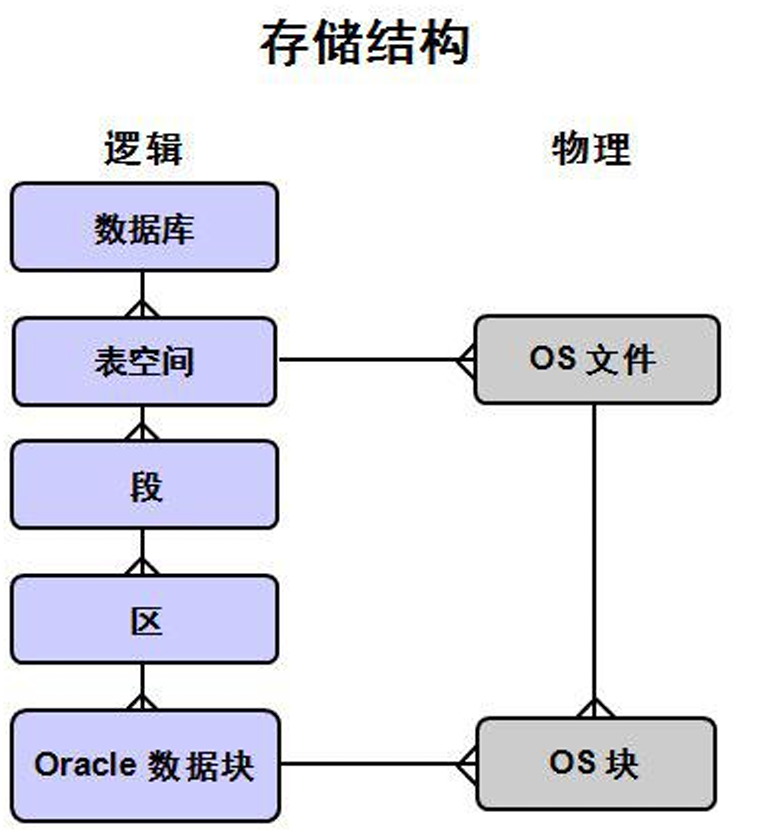 存储结构
逻辑
物理
数据库
表空间
OS 文件
段
区
Oracle 数据块
OS 块